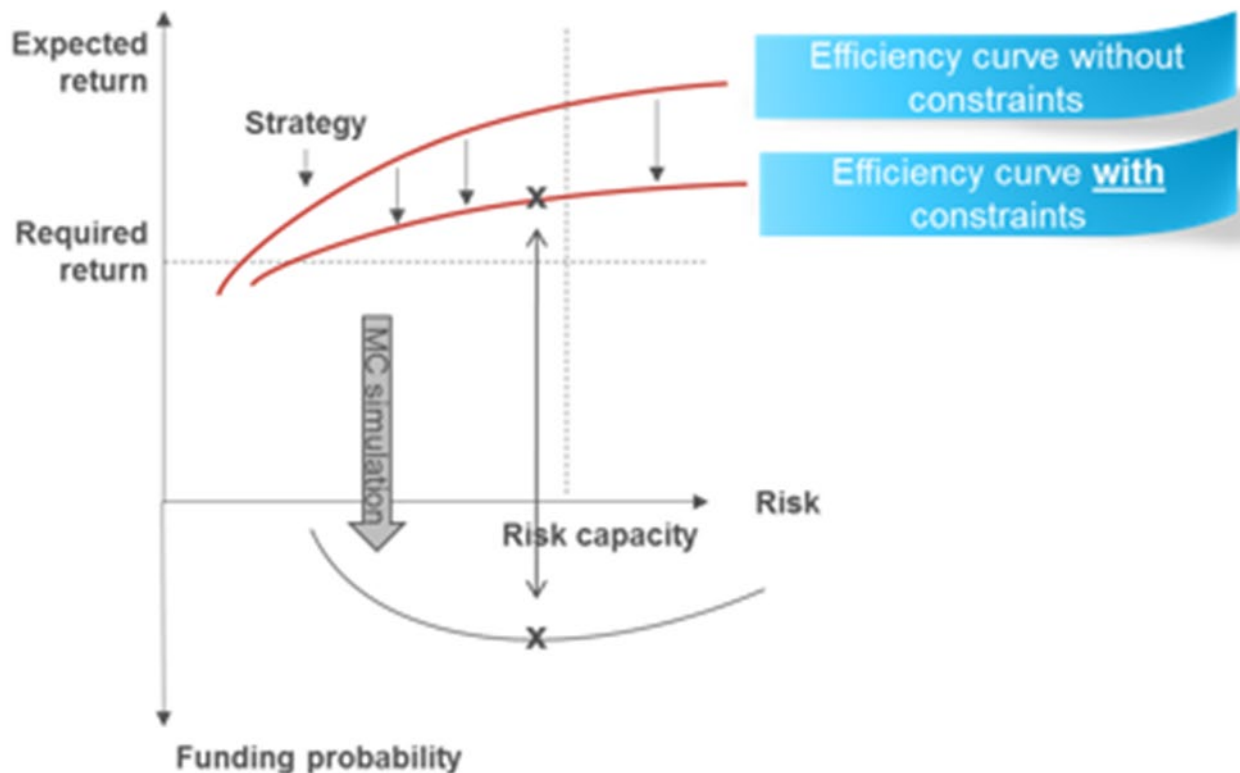 Expected
return
Efficiency curve without
constraints
Strategy
x
Efficiency curve with
constraints
Required
return
MC simulation
Risk
Risk capacity
x
Funding probability